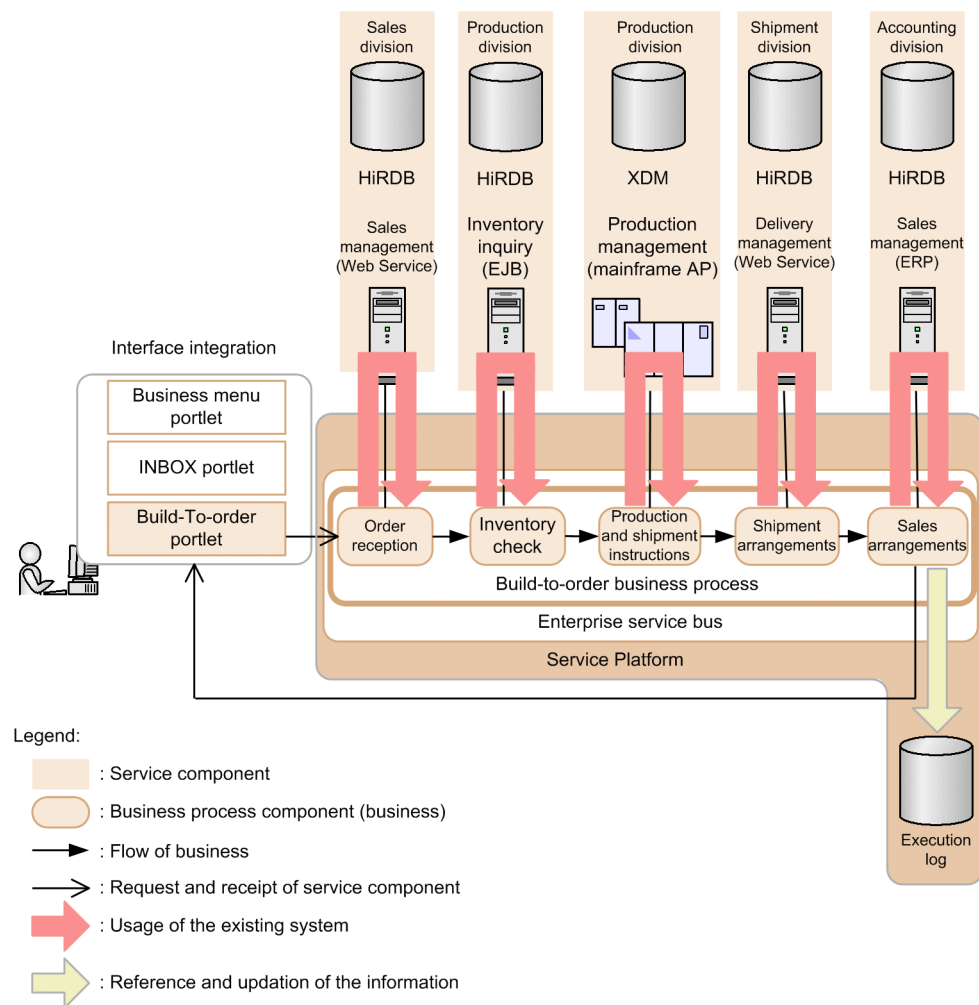 Sales
division
Production
division
Production
division
Shipment
division
Accounting
division
HiRDB
HiRDB
XDM
HiRDB
HiRDB
Sales
management
(Web Service)
Inventory
inquiry
(EJB)
Production
management
(mainframe AP)
Delivery
management
(Web Service)
Sales
management
(ERP)
Interface integration
Business menu
portlet
INBOX portlet
Build-To-order
portlet
Order
reception
Inventory
check
Production
and shipment
instructions
Shipment
arrangements
Sales
arrangements
Build-to-order business process
Enterprise service bus
Service Platform
Execution
log
Legend:
: Service component
: Business process component (business)
: Flow of business
: Request and receipt of service component
: Usage of the existing system
: Reference and updation of the information